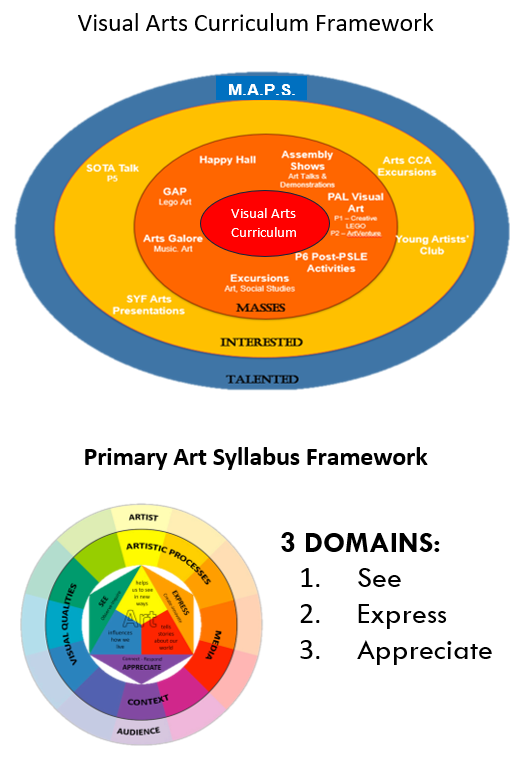 Visual Arts Curriculum Framework
M.A.P.S.
SOTA Talk
P5
Happy Hall
Assembly
Shows
Art Talks &
Demonstrations
Arts CCA
Excursions
GAP
Lego Art
PAL Visual
Art
P1 – Creative
LEGO
P2 – ArtVenture
Visual Arts
Curriculum
Arts Galore
Music. Art
Young Artists'
Club
P6 Post-PSLE
Activities
Excursions
Art, Social Studies
SYF Arts
Presentations
MASSES
INTERESTED
TALENTED
Primary Art Syllabus Framework
ARTIST
ARTISTIC PROCESSES
helps
us to see
in new
ways
SEE
EXPRESS
Art
VISUAL QUALITIES
influences
how we
live
tells
stories
about our
world
MEDIA
Connect - Respond
APPRECIATE
CONTEXT
AUDIENCE
3 DOMAINS:
1. See
2. Express
3. Appreciate